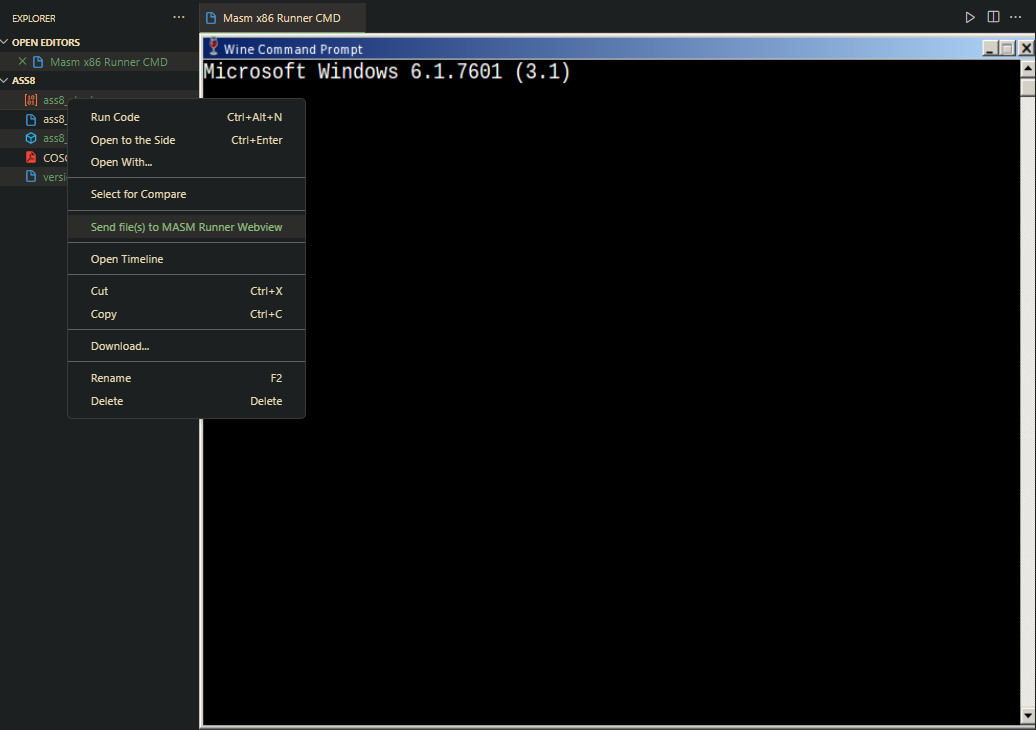 EXPLORER
OPEN EDITORS
Masm x86 Runner CMD
ASS8
ass8_
ass8_
ass8_
COSC
versi
Masm x86 Runner CMD
Wine Command Prompt
Microsoft Windows 6.1.7601 (3.1)
Run Code Ctrl+Alt+N
Open to the Side Ctrl+Enter
Open With...
Select for Compare
Send file(s) to MASM Runner Webview
Open Timeline
Cut Ctrl+X
Copy Ctrl+C
Download...
Rename F2
Delete Delete